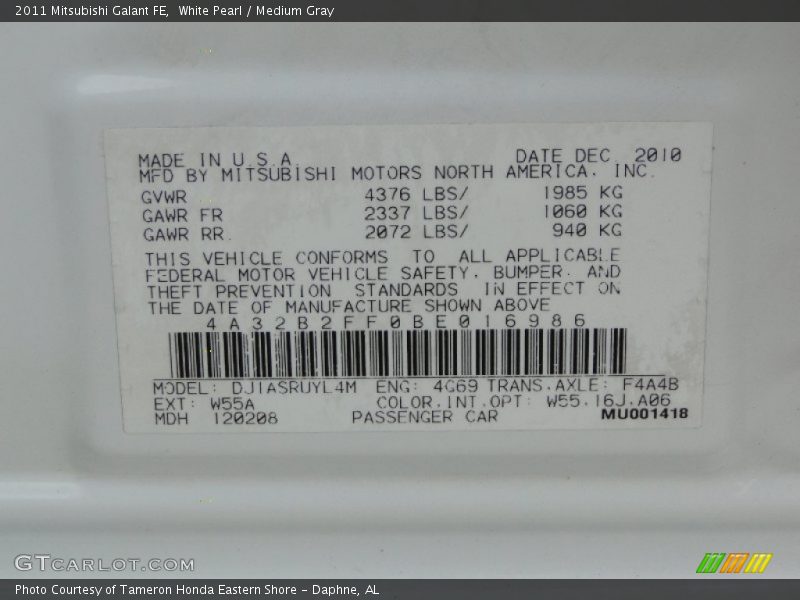 2011 Mitsubishi Galant FE,  White Pearl / Medium Gray
MADE IN U.S.A. DATE DEC. 2010
MFD BY MITSUBISHI MOTORS NORTH AMERICA. INC.
GVWR 4376 LBS/ 1985 KG
GAWR FR 2337 LBS/ 1060 KG
GAWR RR. 2072 LBS/ 940 KG
THIS VEHICLE CONFORMS TO ALL APPLICABLE
FEDERAL MOTOR VEHICLE SAFETY. BUMPER. AND
THEFT PREVENTION STANDARDS IN EFFECT ON
THE DATE OF MANUFACTURE SHOWN ABOVE
4A32B2FF0BE016986
MODEL: DJ1ASRUYL4M ENG: 4G69 TRANS.AXLE: F4A4B
EXT: W55A COLOR.INT.OPT: W55.16J.A06
MDH 120208 PASSENGER CAR MU001418
GTCARLOT.COM
Photo Courtesy of Tameron Honda Eastern Shore – Daphne, AL